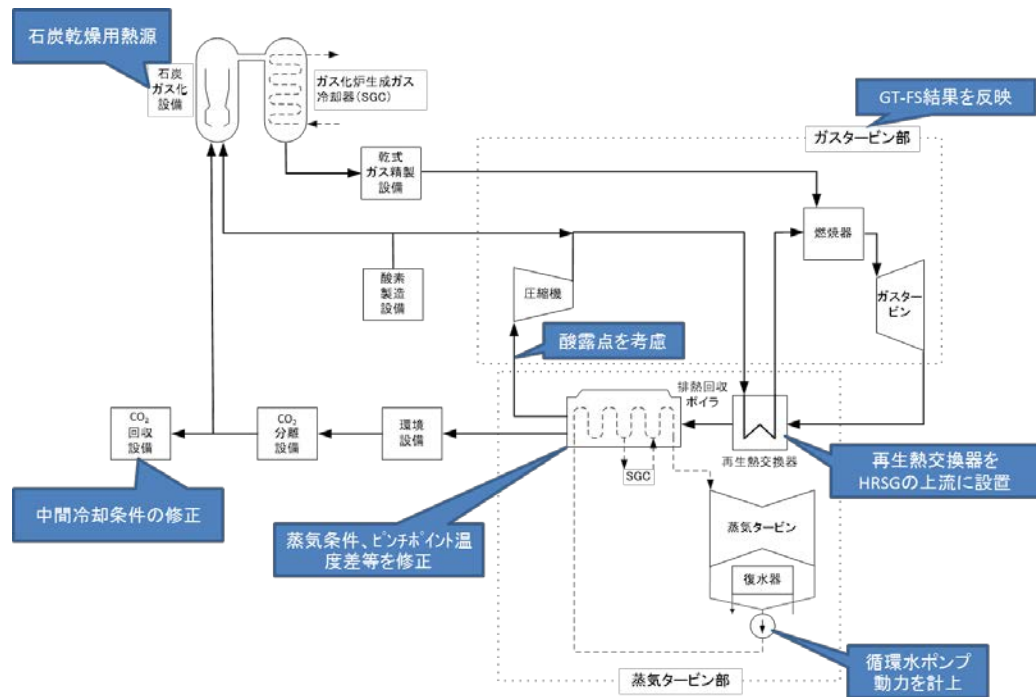 石炭乾燥用熱源
石炭
ガス化
設備
ガス化炉生成ガス
冷却器(SGC)
GT-FS結果を反映
ガスタービン部
乾式
ガス精製
設備
燃焼器
酸素
製造
設備
圧縮機
ガスター
ビン
酸露点を考慮
排熱回収
ボイラ
CO₂
回収
設備
CO₂
分離
設備
環境
設備
SGC
再生熱交換器
再生熱交換器を
HRSGの上流に設置
中間冷却条件の修正
蒸気条件、ピンチポイント温
度差等を修正
蒸気タービン
復水器
循環水ポンプ
動力を計上
蒸気タービン部